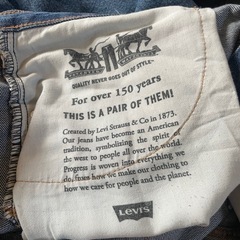 QUALITY NEVER GOES OUT OF STYLE
For over 150 years
THIS IS A PAIR OF THEM!
Created by Levi Strauss & Co in 1873.
Our jeans have become an American
tradition, symbolizing the spirit of
the west to people all over the world.
Progress is woven into everything we
do, from how we make our clothing to
how we care for people and the planet.
Levi's